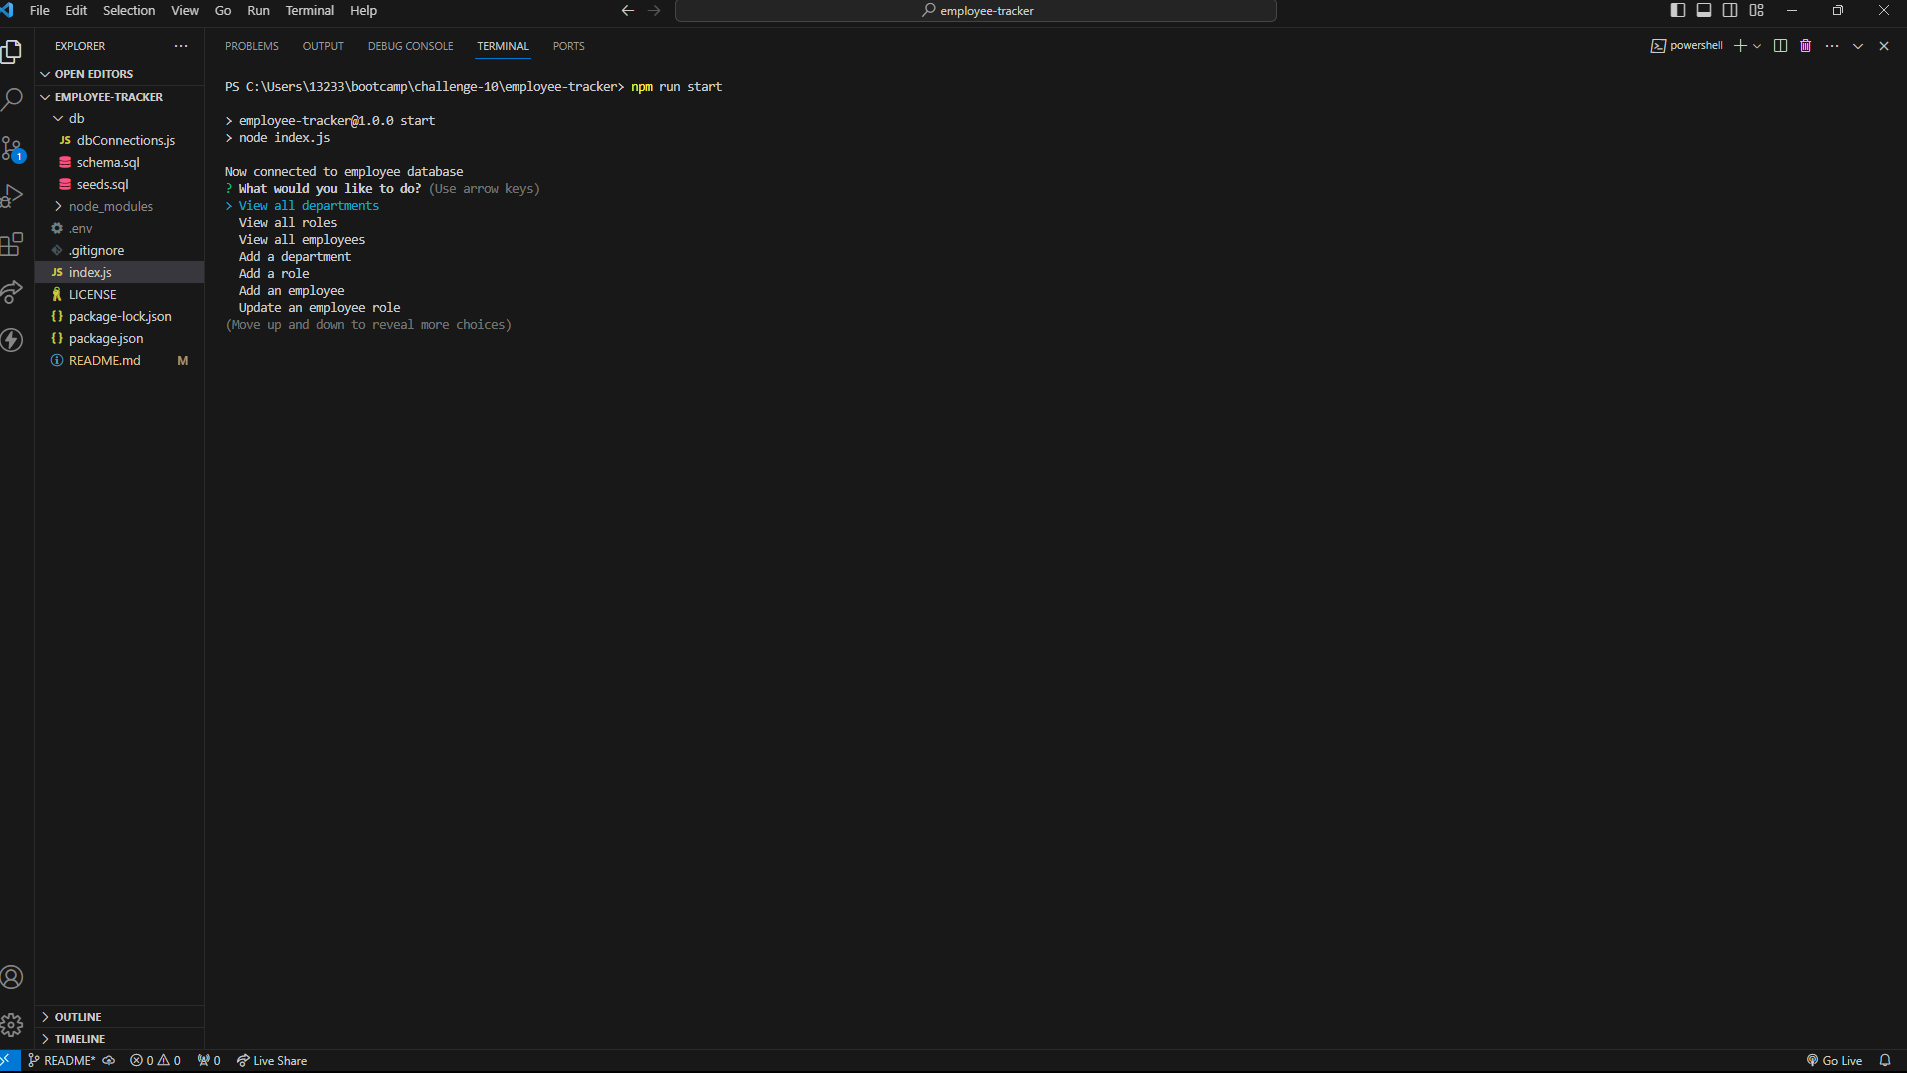 File Edit Selection View Go Run Terminal Help
employee-tracker
EXPLORER
OPEN EDITORS
EMPLOYEE-TRACKER
db
JS dbConnections.js
schema.sql
seeds.sql
node_modules
.env
.gitignore
JS index.js
LICENSE
{} package-lock.json
{} package.json
README.md M
1
OUTLINE
TIMELINE
PROBLEMS OUTPUT DEBUG CONSOLE TERMINAL PORTS
powershell
PS C:\Users\13233\bootcamp\challenge-10\employee-tracker> npm run start
> employee-tracker@1.0.0 start
> node index.js
Now connected to employee database
? What would you like to do? (Use arrow keys)
> View all departments
View all roles
View all employees
Add a department
Add a role
Add an employee
Update an employee role
(Move up and down to reveal more choices)
README* 0 0 0 Live Share
Go Live